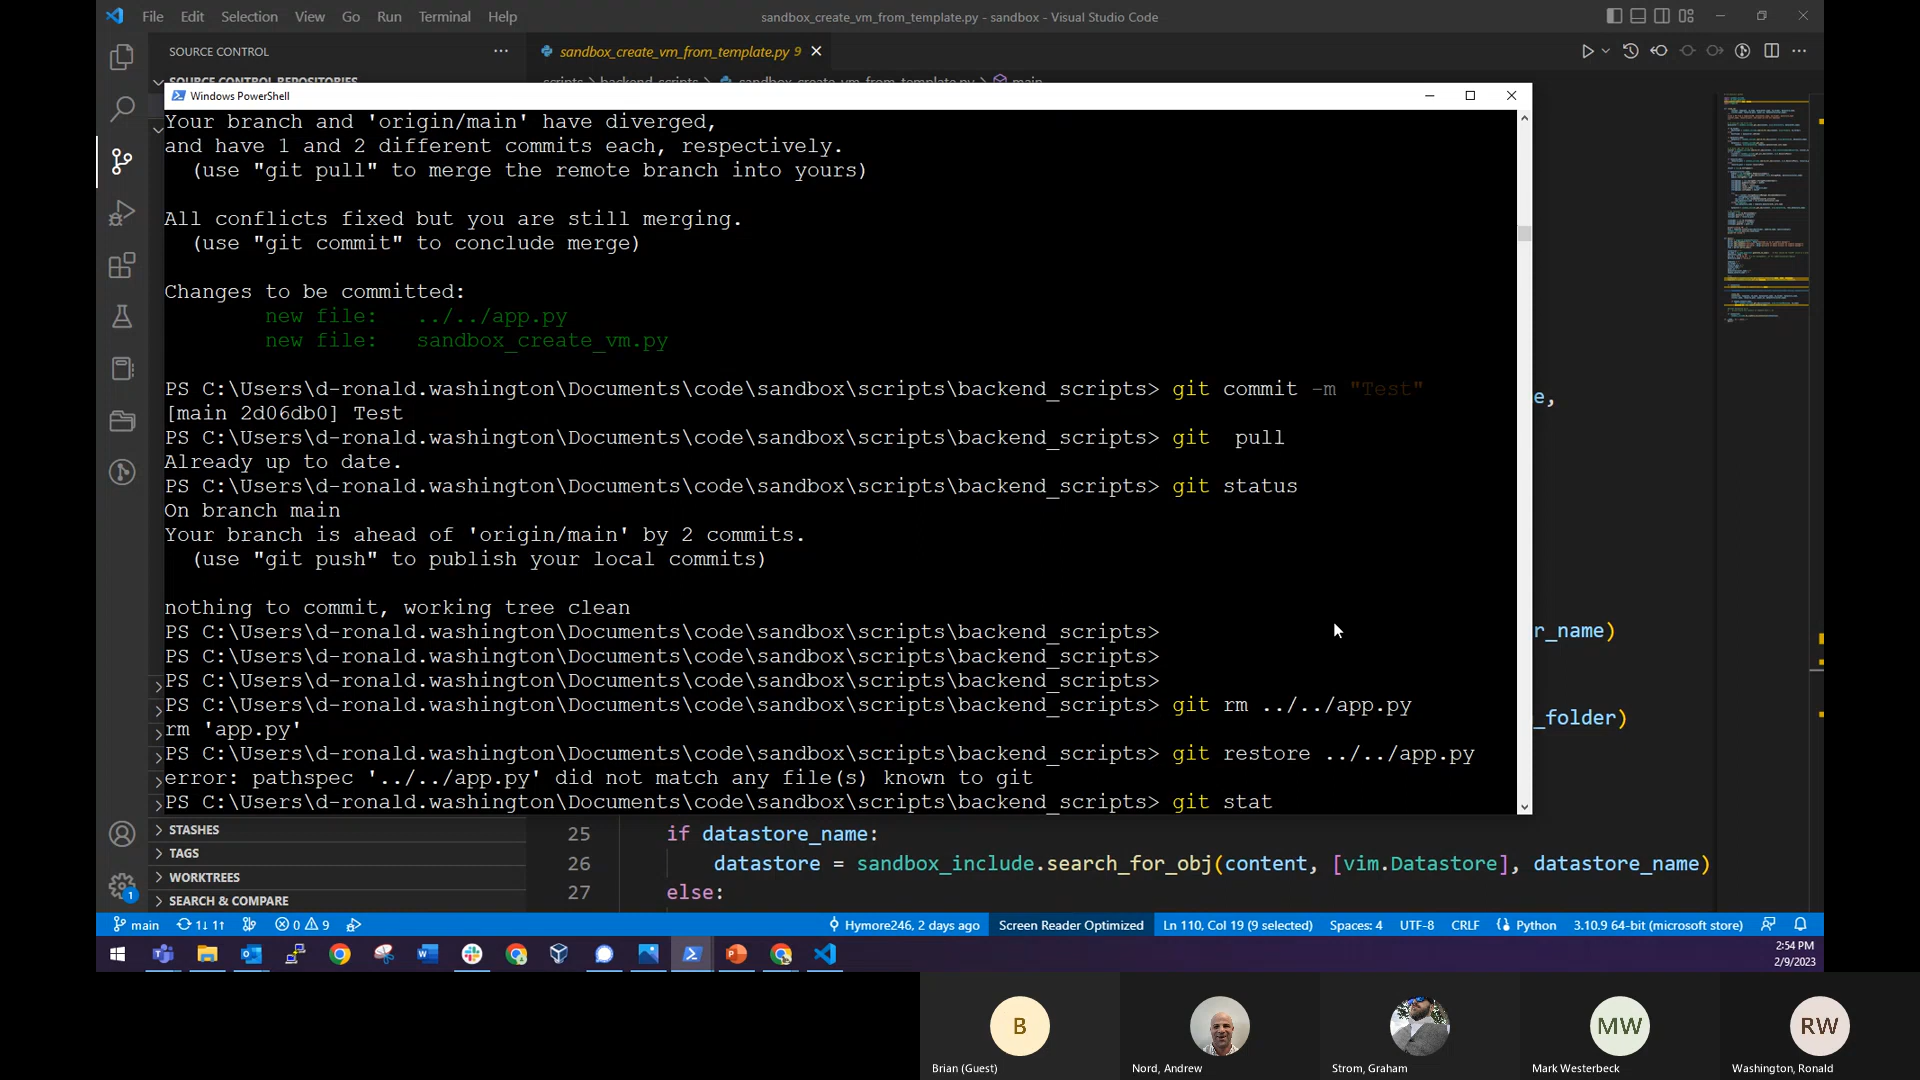 File Edit Selection View Go Run Terminal Help
sandbox_create_vm_from_template.py - sandbox - Visual Studio Code
SOURCE CONTROL
sandbox_create_vm_from_template.py 9
SOURCE CONTROL REPOSITORIES
scripts > backend_scripts > sandbox_create_vm_from_template.py > main
Windows PowerShell
Your branch and 'origin/main' have diverged,
and have 1 and 2 different commits each, respectively.
(use "git pull" to merge the remote branch into yours)
All conflicts fixed but you are still merging.
(use "git commit" to conclude merge)
Changes to be committed:
new file:   ../../app.py
new file:   sandbox_create_vm.py
PS C:\Users\d-ronald.washington\Documents\code\sandbox\scripts\backend_scripts> git commit -m "Test"
[main 2d06db0] Test
PS C:\Users\d-ronald.washington\Documents\code\sandbox\scripts\backend_scripts> git  pull
Already up to date.
PS C:\Users\d-ronald.washington\Documents\code\sandbox\scripts\backend_scripts> git status
On branch main
Your branch is ahead of 'origin/main' by 2 commits.
(use "git push" to publish your local commits)
nothing to commit, working tree clean
PS C:\Users\d-ronald.washington\Documents\code\sandbox\scripts\backend_scripts>
PS C:\Users\d-ronald.washington\Documents\code\sandbox\scripts\backend_scripts>
PS C:\Users\d-ronald.washington\Documents\code\sandbox\scripts\backend_scripts>
PS C:\Users\d-ronald.washington\Documents\code\sandbox\scripts\backend_scripts> git rm ../../app.py
rm 'app.py'
PS C:\Users\d-ronald.washington\Documents\code\sandbox\scripts\backend_scripts> git restore ../../app.py
error: pathspec '../../app.py' did not match any file(s) known to git
PS C:\Users\d-ronald.washington\Documents\code\sandbox\scripts\backend_scripts> git stat
e,
r_name)
_folder)
STASHES
TAGS
WORKTREES
SEARCH & COMPARE
25 if datastore_name:
26 datastore = sandbox_include.search_for_obj(content, [vim.Datastore], datastore_name)
27 else:
1
main 1↓ 1↑ 0 9 Hymore246, 2 days ago Screen Reader Optimized Ln 110, Col 19 (9 selected) Spaces: 4 UTF-8 CRLF Python 3.10.9 64-bit (microsoft store)
2:54 PM
2/9/2023
B MW RW
Brian (Guest) Nord, Andrew Strom, Graham Mark Westerbeck Washington, Ronald